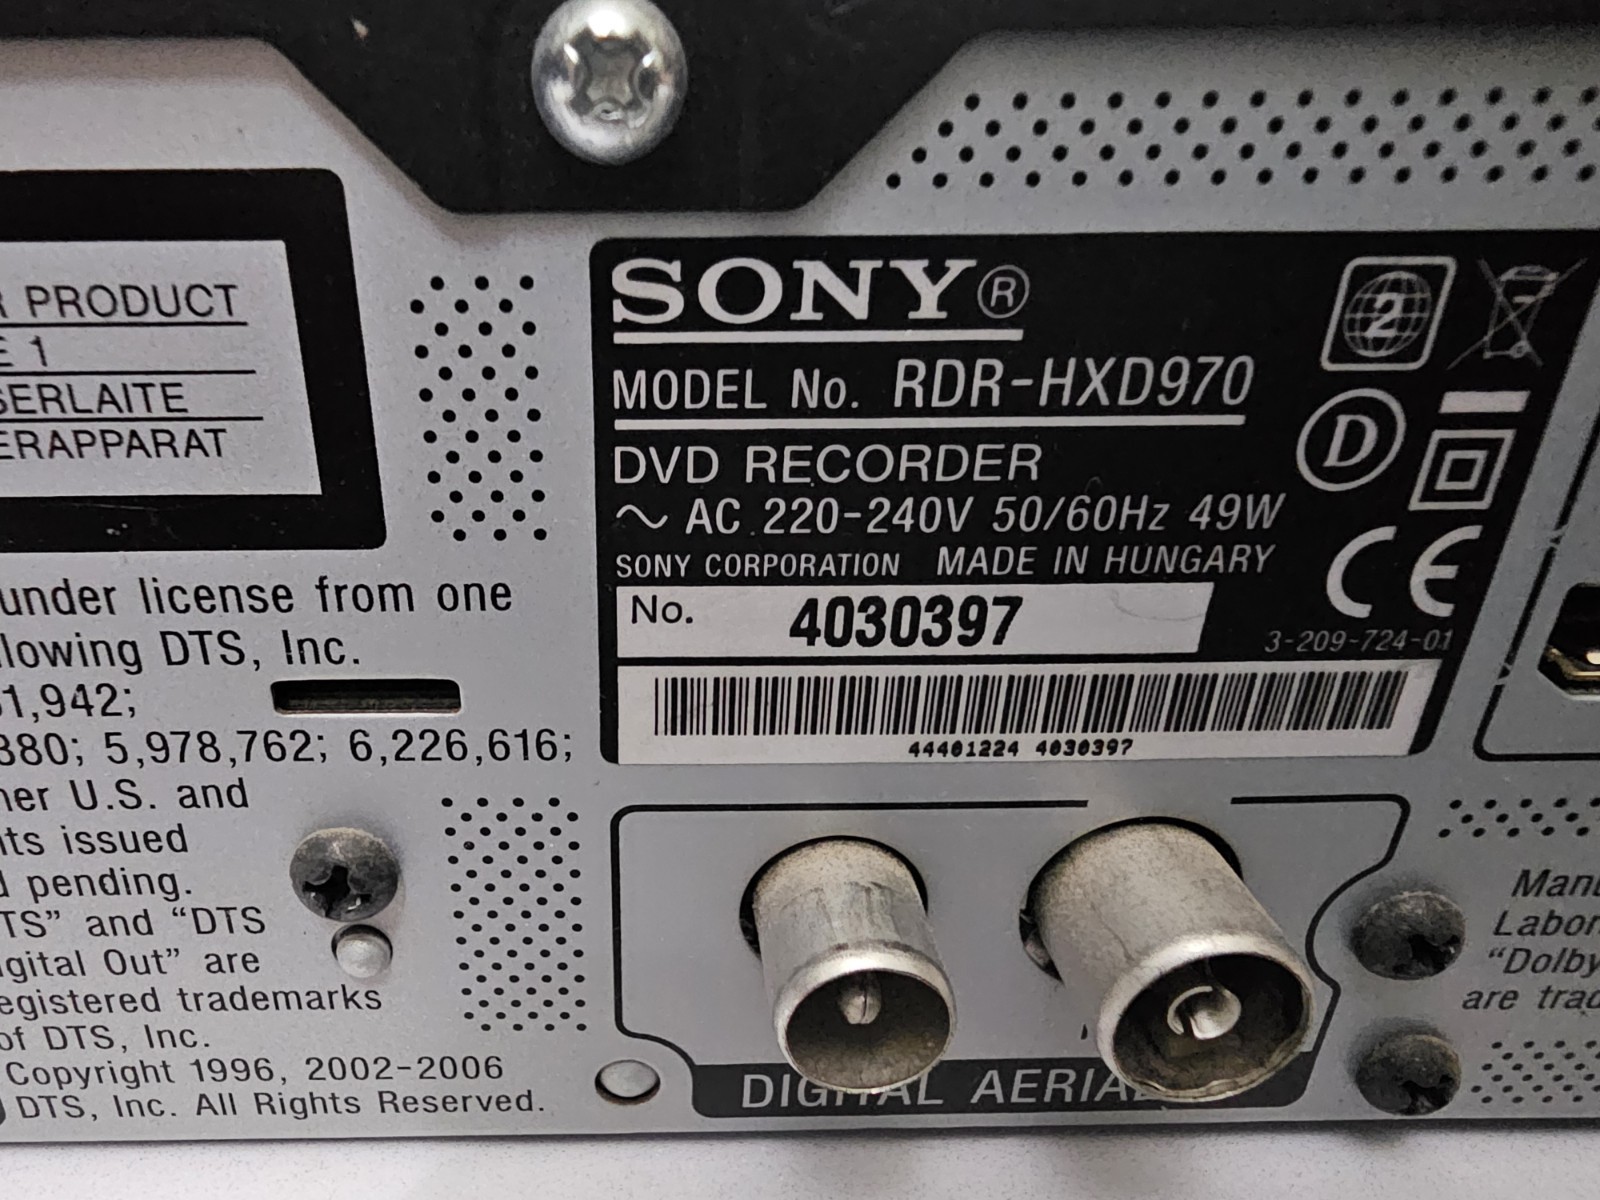 R PRODUCT
E 1
SERLAITE
ERAPPARAT
under license from one
llowing DTS, Inc.
51,942;
380; 5,978,762; 6,226,616;
her U.S. and
nts issued
d pending.
TS” and “DTS
igital Out” are
egistered trademarks
of DTS, Inc.
Copyright 1996, 2002-2006
DTS, Inc. All Rights Reserved.
SONY®
MODEL No. RDR-HXD970
DVD RECORDER
~ AC 220-240V 50/60Hz 49W
SONY CORPORATION MADE IN HUNGARY
No. 4030397
3-209-724-01
44401224 4030397
2
D
CE
DIGITAL AERIAL
Manu
Labor
“Dolby
are trad